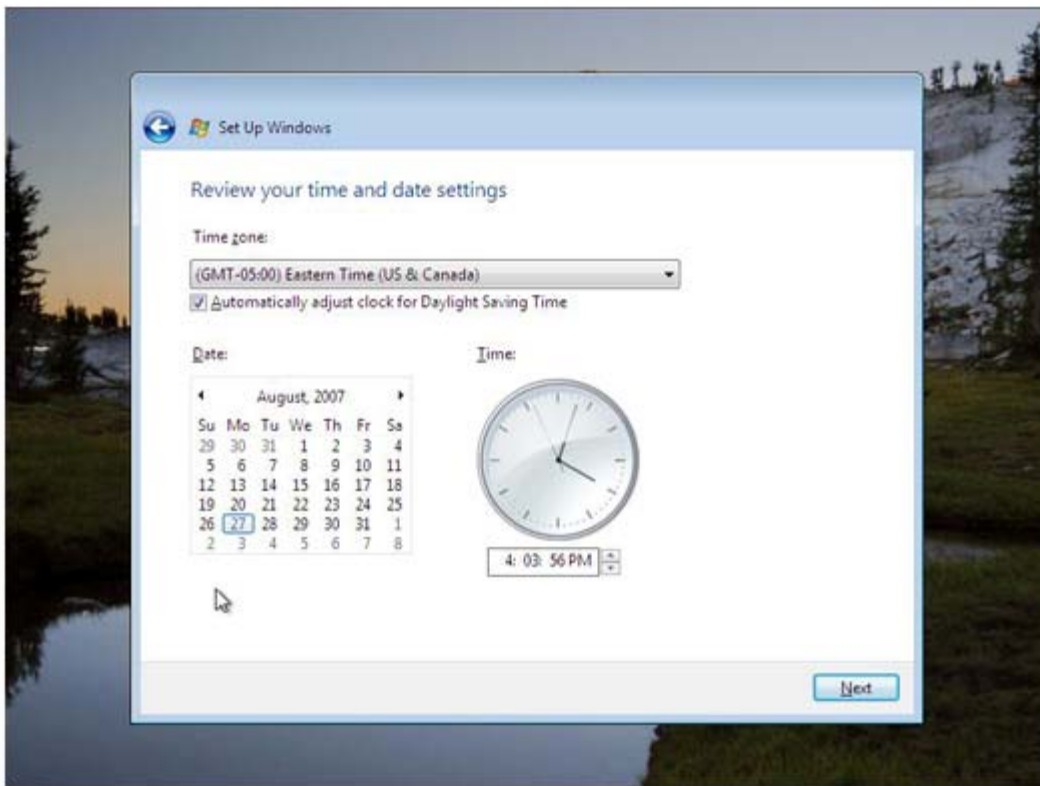 Set Up Windows
Review your time and date settings
Time zone:
(GMT-05:00) Eastern Time (US & Canada)
Automatically adjust clock for Daylight Saving Time
Date:
Time:
August, 2007
Su Mo Tu We Th Fr Sa
29 30 31 1 2 3 4
5 6 7 8 9 10 11
12 13 14 15 16 17 18
19 20 21 22 23 24 25
26 27 28 29 30 31 1
2 3 4 5 6 7 8
4: 03: 56 PM
Next